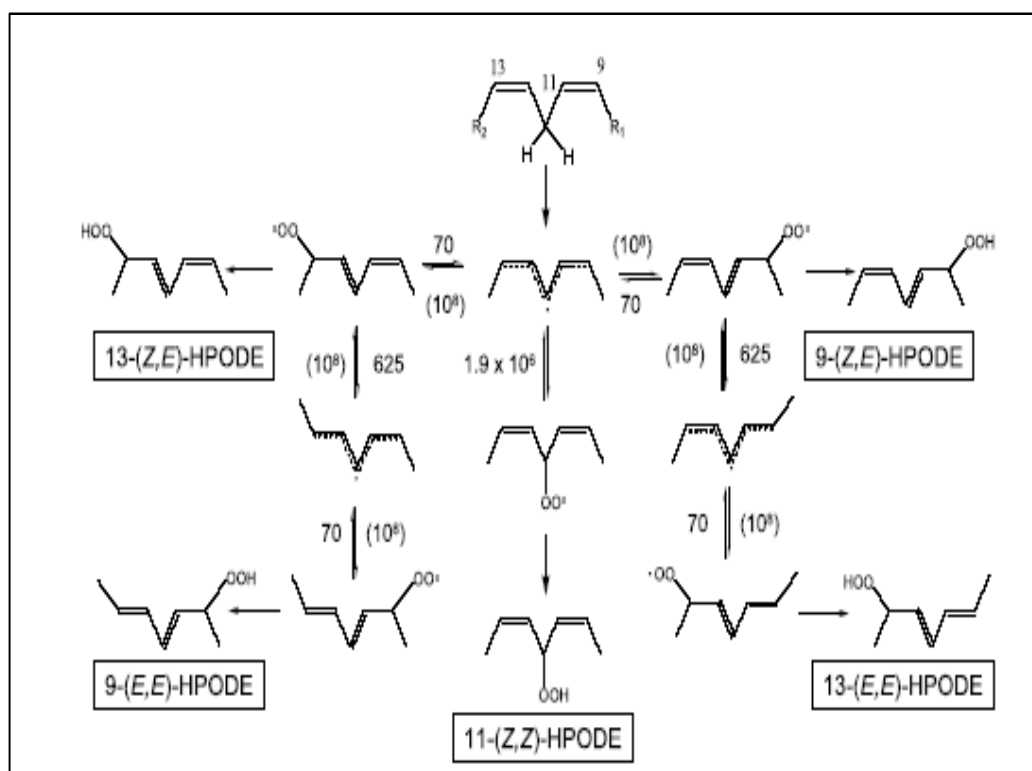 13 11 9
R₂ R₁
H H
HOO •OO 70 (10⁸) OO• OOH
(10⁸) 70
13-(Z,E)-HPODE (10⁸) 625 1.9 x 10⁶ (10⁸) 625 9-(Z,E)-HPODE
OO•
70 (10⁸) 70 (10⁸)
OOH OO• •OO HOO
9-(E,E)-HPODE OOH 13-(E,E)-HPODE
11-(Z,Z)-HPODE